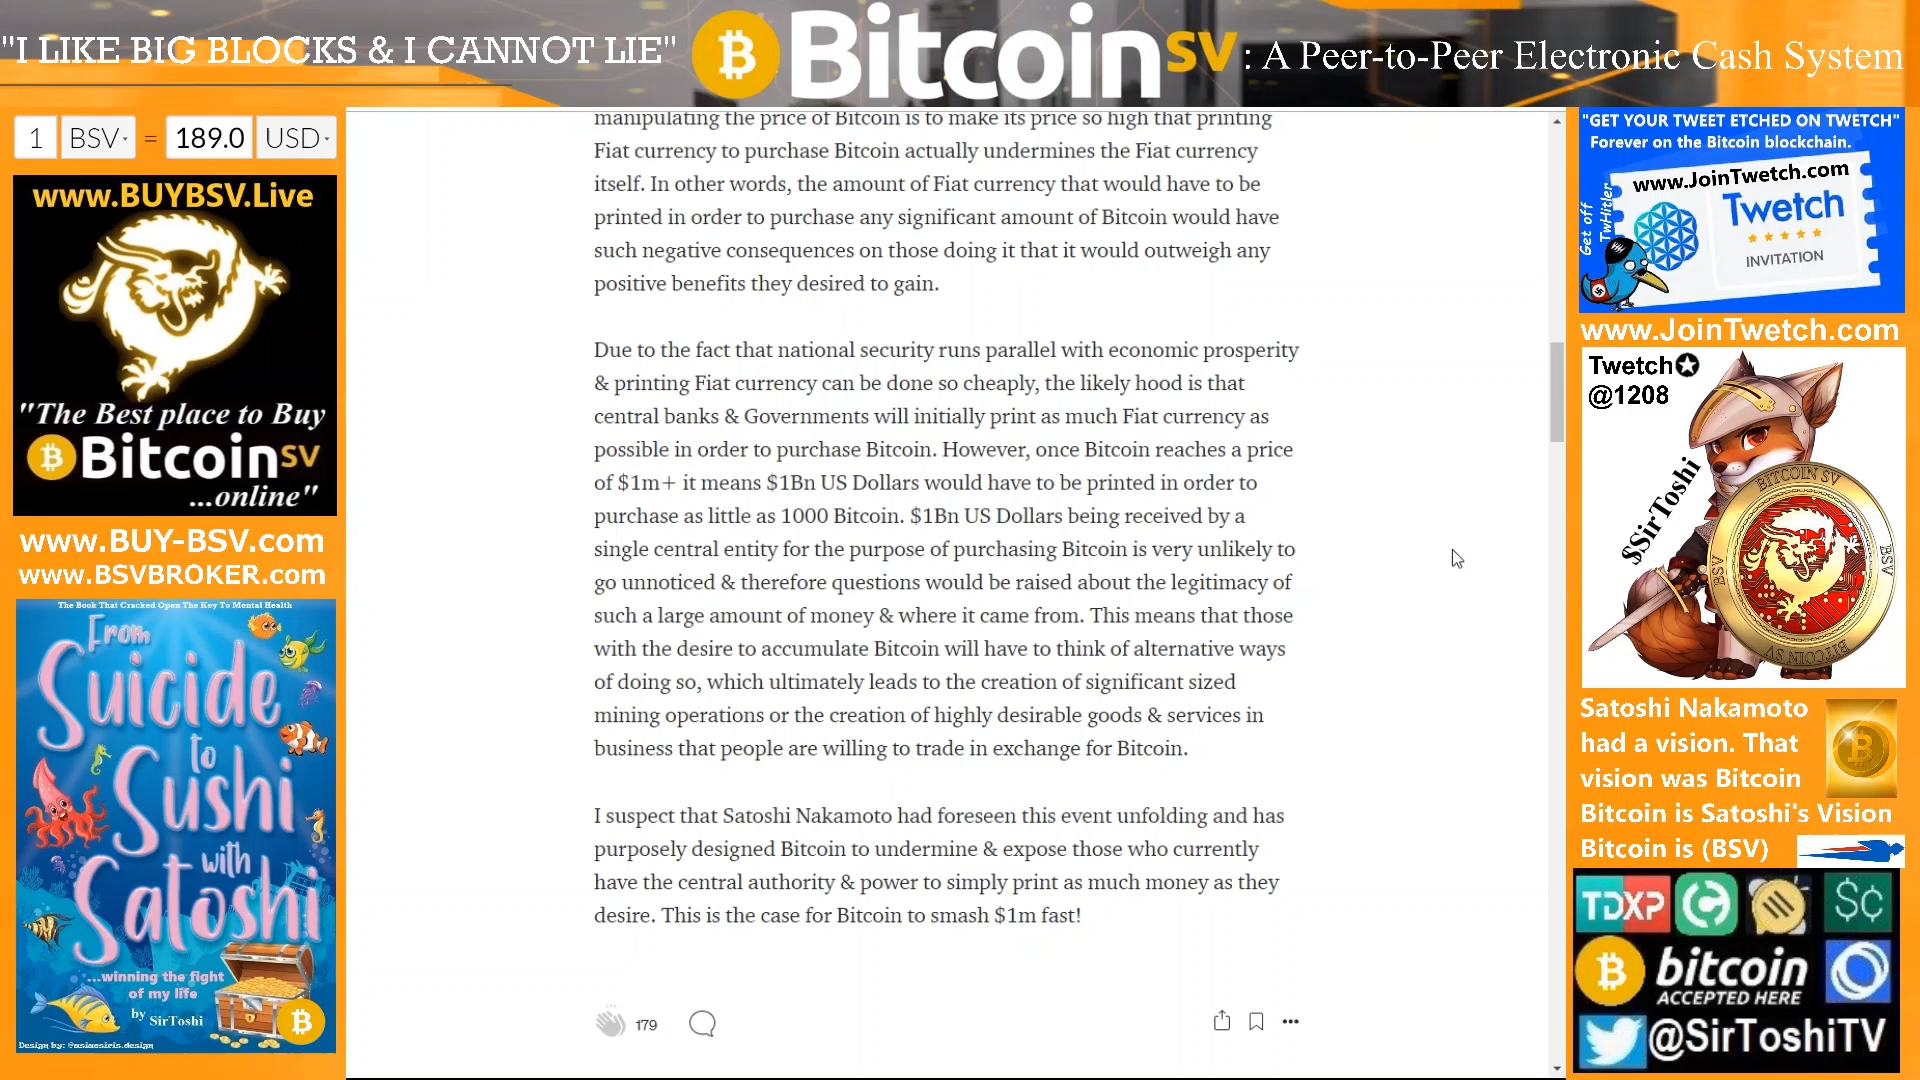 "I LIKE BIG BLOCKS & I CANNOT LIE"
Bitcoin SV : A Peer-to-Peer Electronic Cash System
1 BSV = 189.0 USD
www.BUYBSV.Live
"The Best place to Buy
Bitcoin SV
...online"
www.BUY-BSV.com
www.BSVBROKER.com
The Book That Cracked Open The Key To Mental Health
From
Suicide
to
Sushi
with
Satoshi
...winning the fight
of my life
by SirToshi
Design by: @asiaosiris.design
manipulating the price of Bitcoin is to make its price so high that printing
Fiat currency to purchase Bitcoin actually undermines the Fiat currency
itself. In other words, the amount of Fiat currency that would have to be
printed in order to purchase any significant amount of Bitcoin would have
such negative consequences on those doing it that it would outweigh any
positive benefits they desired to gain.
Due to the fact that national security runs parallel with economic prosperity
& printing Fiat currency can be done so cheaply, the likely hood is that
central banks & Governments will initially print as much Fiat currency as
possible in order to purchase Bitcoin. However, once Bitcoin reaches a price
of $1m+ it means $1Bn US Dollars would have to be printed in order to
purchase as little as 1000 Bitcoin. $1Bn US Dollars being received by a
single central entity for the purpose of purchasing Bitcoin is very unlikely to
go unnoticed & therefore questions would be raised about the legitimacy of
such a large amount of money & where it came from. This means that those
with the desire to accumulate Bitcoin will have to think of alternative ways
of doing so, which ultimately leads to the creation of significant sized
mining operations or the creation of highly desirable goods & services in
business that people are willing to trade in exchange for Bitcoin.
I suspect that Satoshi Nakamoto had foreseen this event unfolding and has
purposely designed Bitcoin to undermine & expose those who currently
have the central authority & power to simply print as much money as they
desire. This is the case for Bitcoin to smash $1m fast!
179
"GET YOUR TWEET ETCHED ON TWETCH"
Forever on the Bitcoin blockchain.
www.JoinTwetch.com
Twetch
INVITATION
Get off
TwHitler
www.JoinTwetch.com
Twetch
@1208
$SirToshi
BITCOIN SV
BSV
BSV
BITCOIN SV
Satoshi Nakamoto
had a vision. That
vision was Bitcoin
Bitcoin is Satoshi's Vision
Bitcoin is (BSV)
TDXP
$C
bitcoin
ACCEPTED HERE
@SirToshiTV